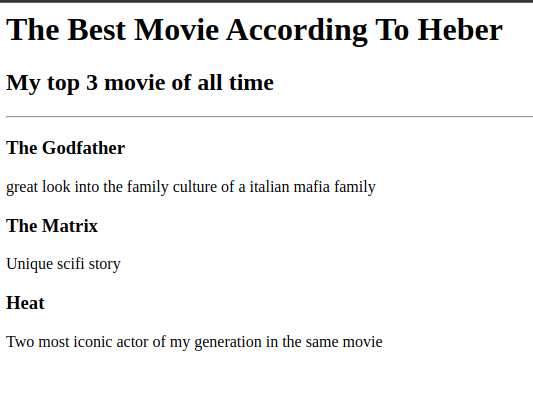 The Best Movie According To Heber
My top 3 movie of all time
The Godfather
great look into the family culture of a italian mafia family
The Matrix
Unique scifi story
Heat
Two most iconic actor of my generation in the same movie